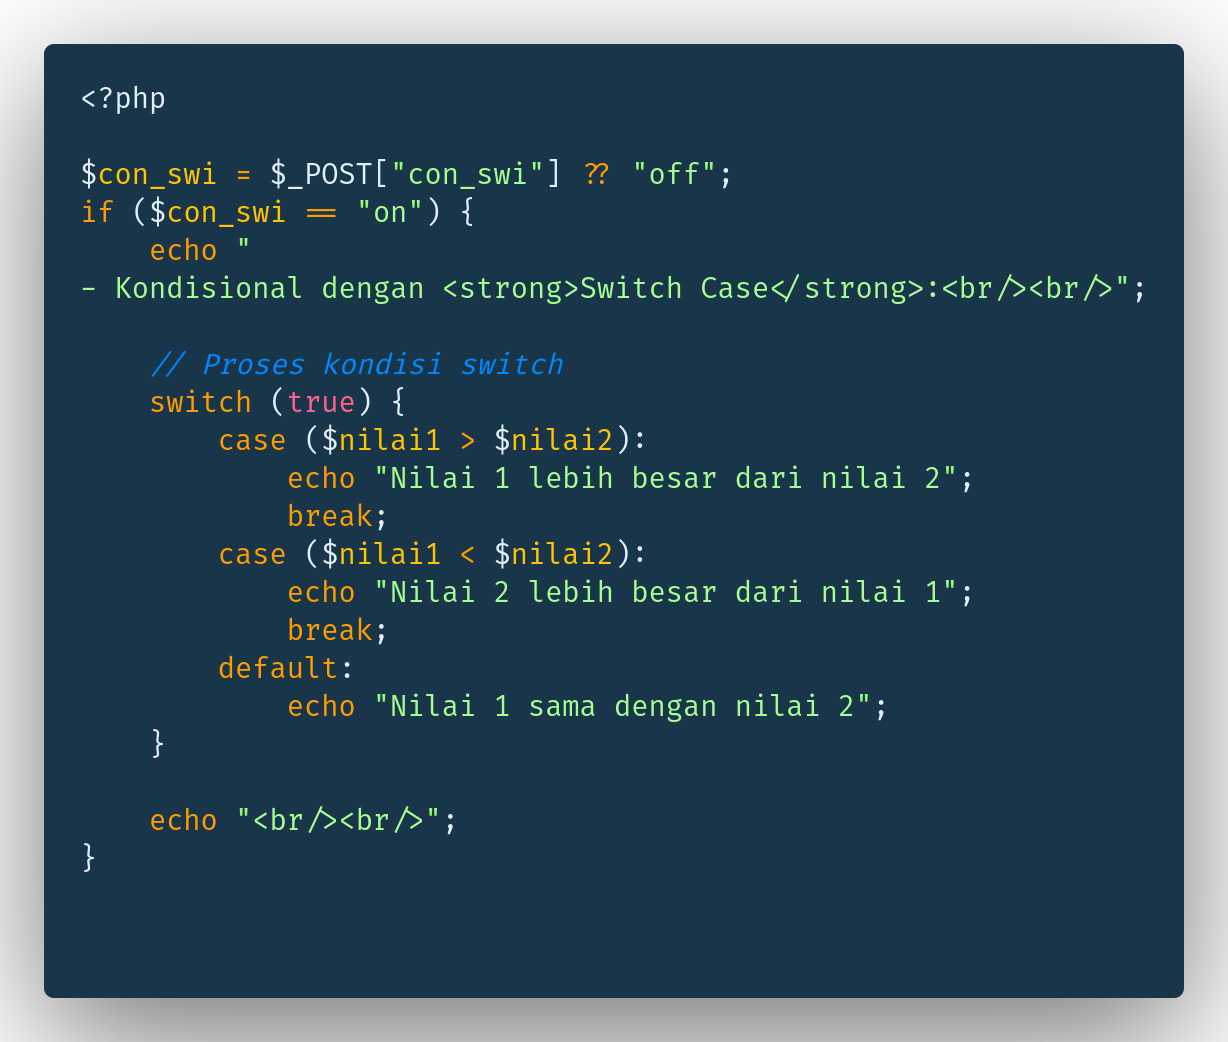 <?php
$con_swi = $_POST["con_swi"] ?? "off";
if ($con_swi == "on") {
    echo "
- Kondisional dengan <strong>Switch Case</strong>:<br/><br/>";
    // Proses kondisi switch
    switch (true) {
        case ($nilai1 > $nilai2):
            echo "Nilai 1 lebih besar dari nilai 2";
            break;
        case ($nilai1 < $nilai2):
            echo "Nilai 2 lebih besar dari nilai 1";
            break;
        default:
            echo "Nilai 1 sama dengan nilai 2";
    }
    echo "<br/><br/>";
}